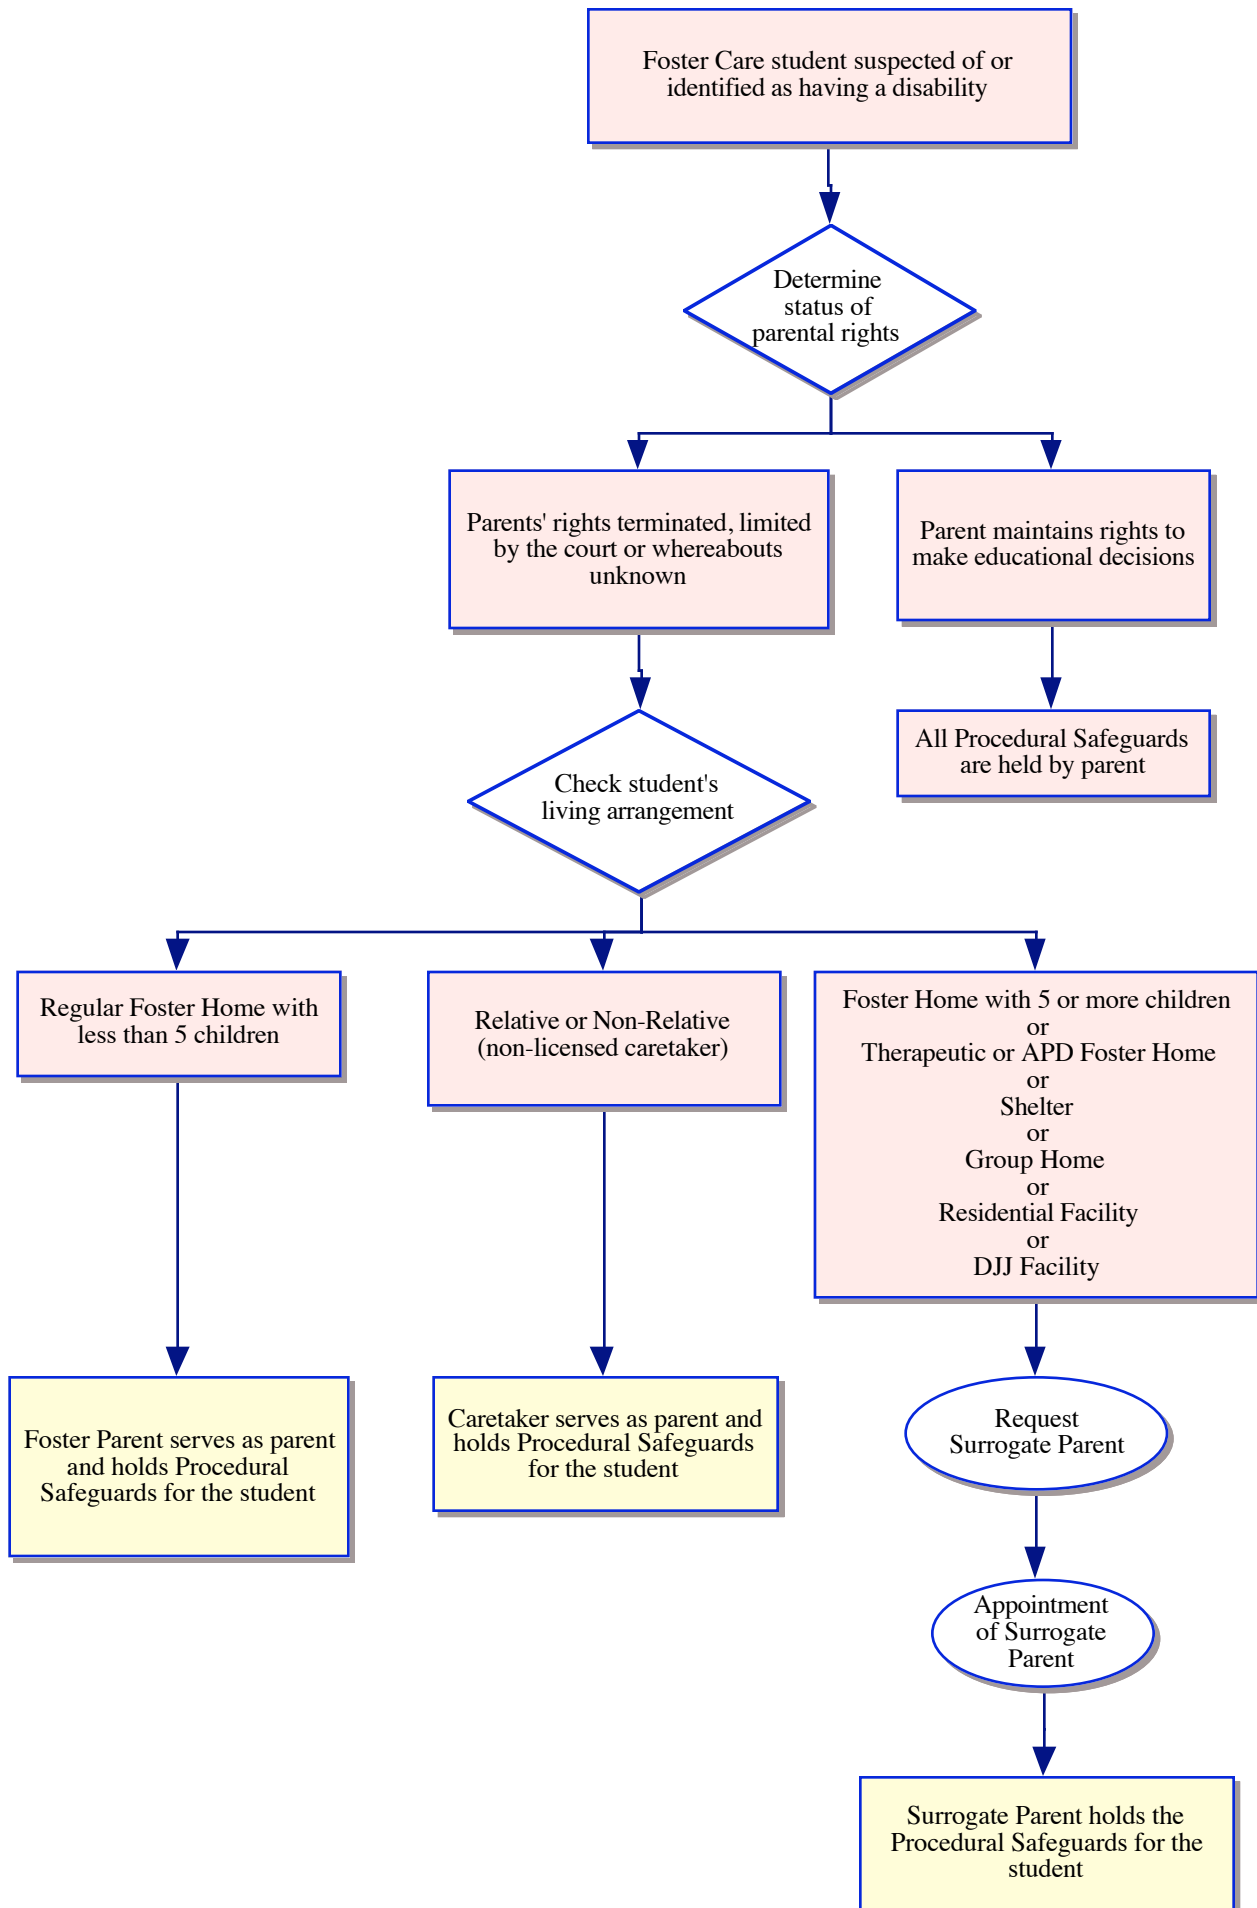 Foster Care student suspected of or
identified as having a disability
Determine
status of
parental rights
Parents' rights terminated, limited
by the court or whereabouts
unknown
Parent maintains rights to
make educational decisions
All Procedural Safeguards
are held by parent
Check student's
living arrangement
Regular Foster Home with
less than 5 children
Relative or Non-Relative
(non-licensed caretaker)
Foster Home with 5 or more children
or
Therapeutic or APD Foster Home
or
Shelter
or
Group Home
or
Residential Facility
or
DJJ Facility
Foster Parent serves as parent
and holds Procedural
Safeguards for the student
Caretaker serves as parent and
holds Procedural Safeguards
for the student
Request
Surrogate Parent
Appointment
of Surrogate
Parent
Surrogate Parent holds the
Procedural Safeguards for the
student